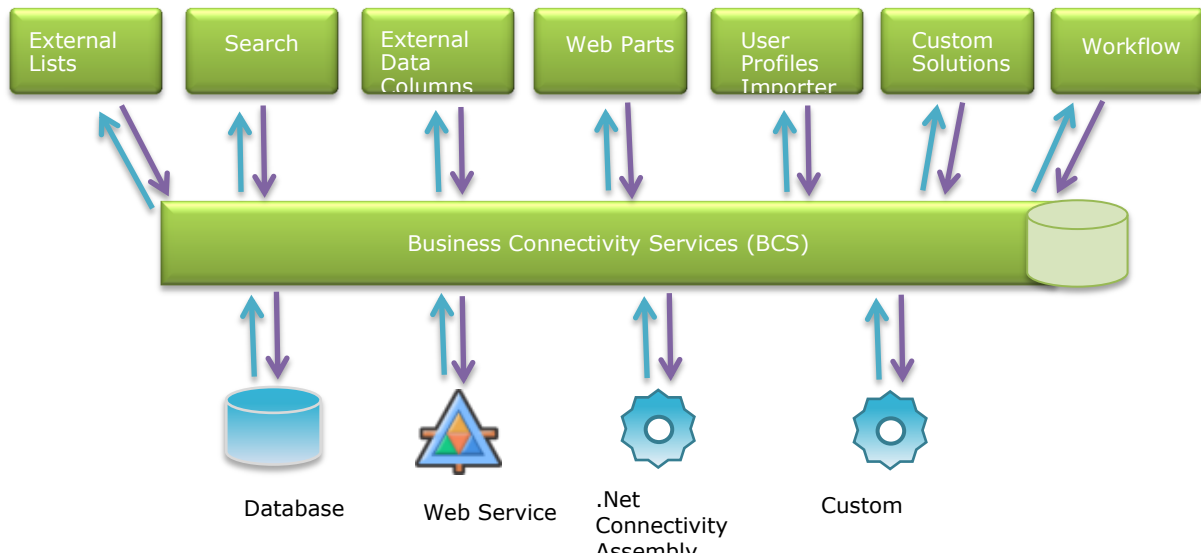 External
Lists
Search
External
Data
Columns
Web Parts
User
Profiles
Importer
Custom
Solutions
Workflow
Business Connectivity Services (BCS)
Database
Web Service
.Net
Connectivity
Assembly
Custom